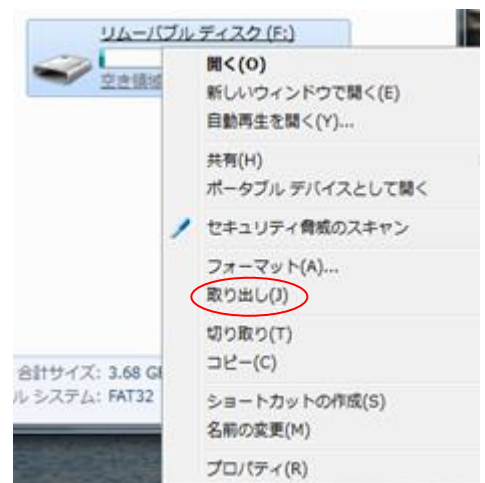 リムーバブル ディスク (F:)
空き領域
開く(O)
新しいウィンドウで開く(E)
自動再生を開く(Y)...
共有(H)
ポータブル デバイスとして開く
セキュリティ脅威のスキャン
フォーマット(A)...
取り出し(J)
切り取り(T)
コピー(C)
合計サイズ: 3.68 GB
ル システム: FAT32
ショートカットの作成(S)
名前の変更(M)
プロパティ(R)